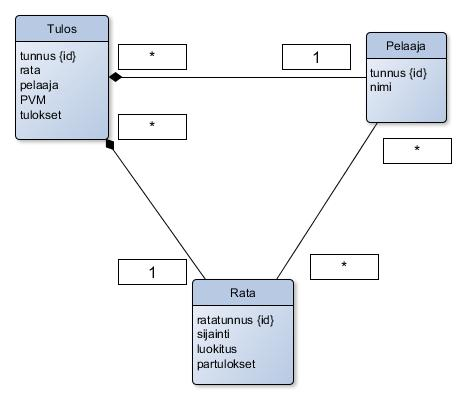 Tulos
tunnus {id}
rata
pelaaja
PVM
tulokset
*
1
Pelaaja
tunnus {id}
nimi
*
*
1
*
Rata
ratatunnus {id}
sijainti
luokitus
partulokset